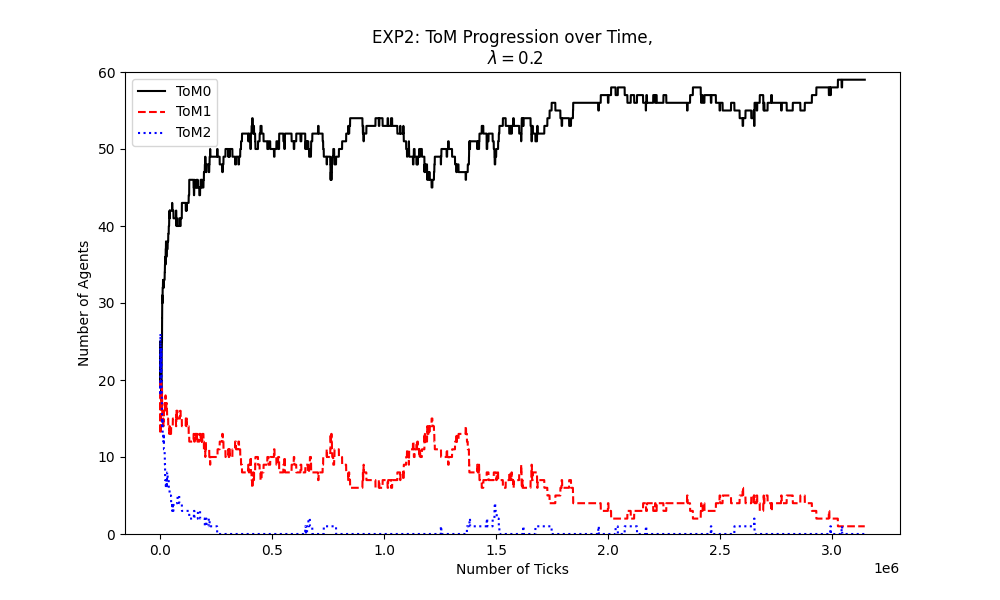 EXP2: ToM Progression over Time,
λ = 0.2
ToM0
ToM1
ToM2
60
50
40
30
20
10
0
Number of Agents
0.0
0.5
1.0
1.5
2.0
2.5
3.0
1e6
Number of Ticks